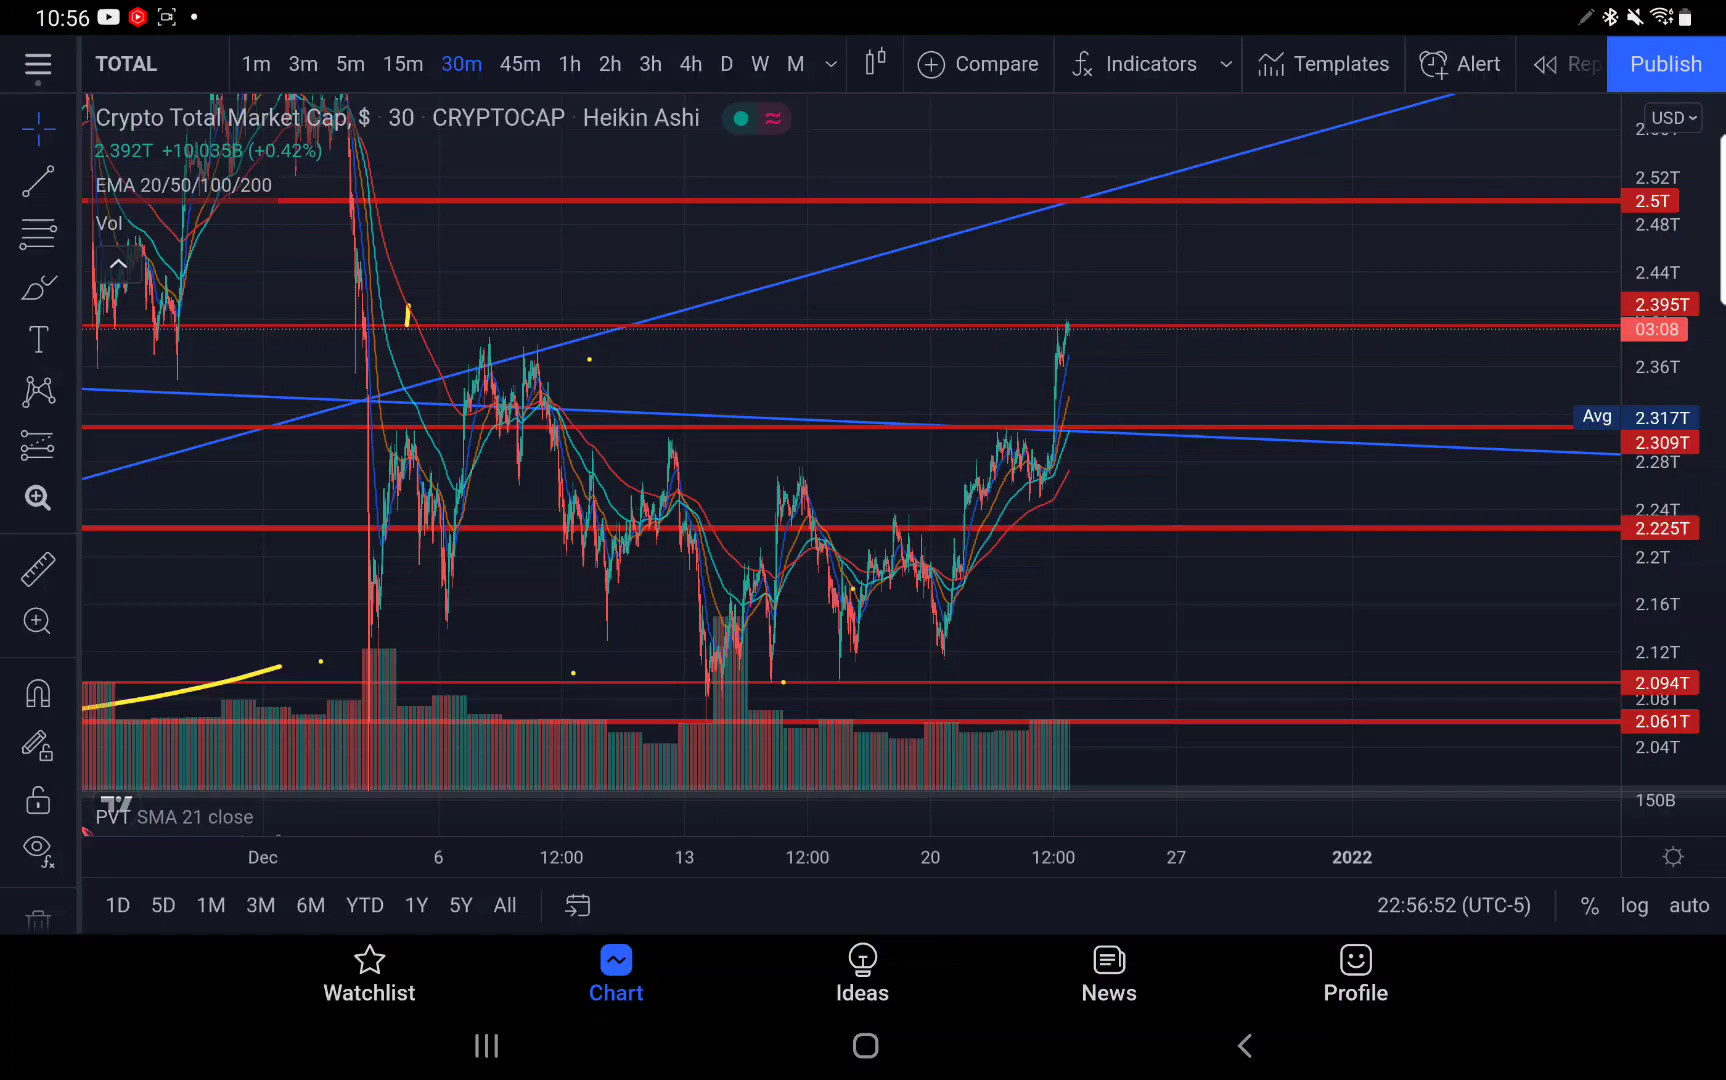 10:56
TOTAL 1m 3m 5m 15m 30m 45m 1h 2h 3h 4h D W M Compare Indicators Templates Alert Rep Publish
Crypto Total Market Cap, $ · 30 · CRYPTOCAP · Heikin Ashi
USD
2.392T +10.035B (+0.42%)
EMA 20/50/100/200
Vol
2.52T
2.5T
2.48T
2.44T
2.395T
03:08
2.36T
Avg 2.317T
2.309T
2.28T
2.24T
2.225T
2.2T
2.16T
2.12T
2.094T
2.08T
2.061T
2.04T
150B
PVT SMA 21 close
Dec 6 12:00 13 12:00 20 12:00 27 2022
1D 5D 1M 3M 6M YTD 1Y 5Y All 22:56:52 (UTC-5) % log auto
Watchlist Chart Ideas News Profile